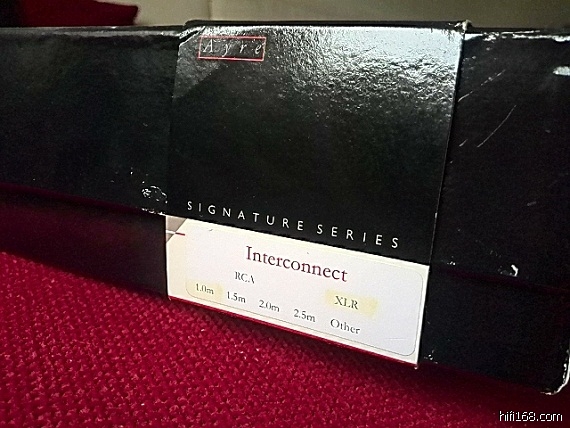 Ayre
SIGNATURE SERIES
Interconnect
RCA XLR
1.0m 1.5m 2.0m 2.5m Other
hifi168.com